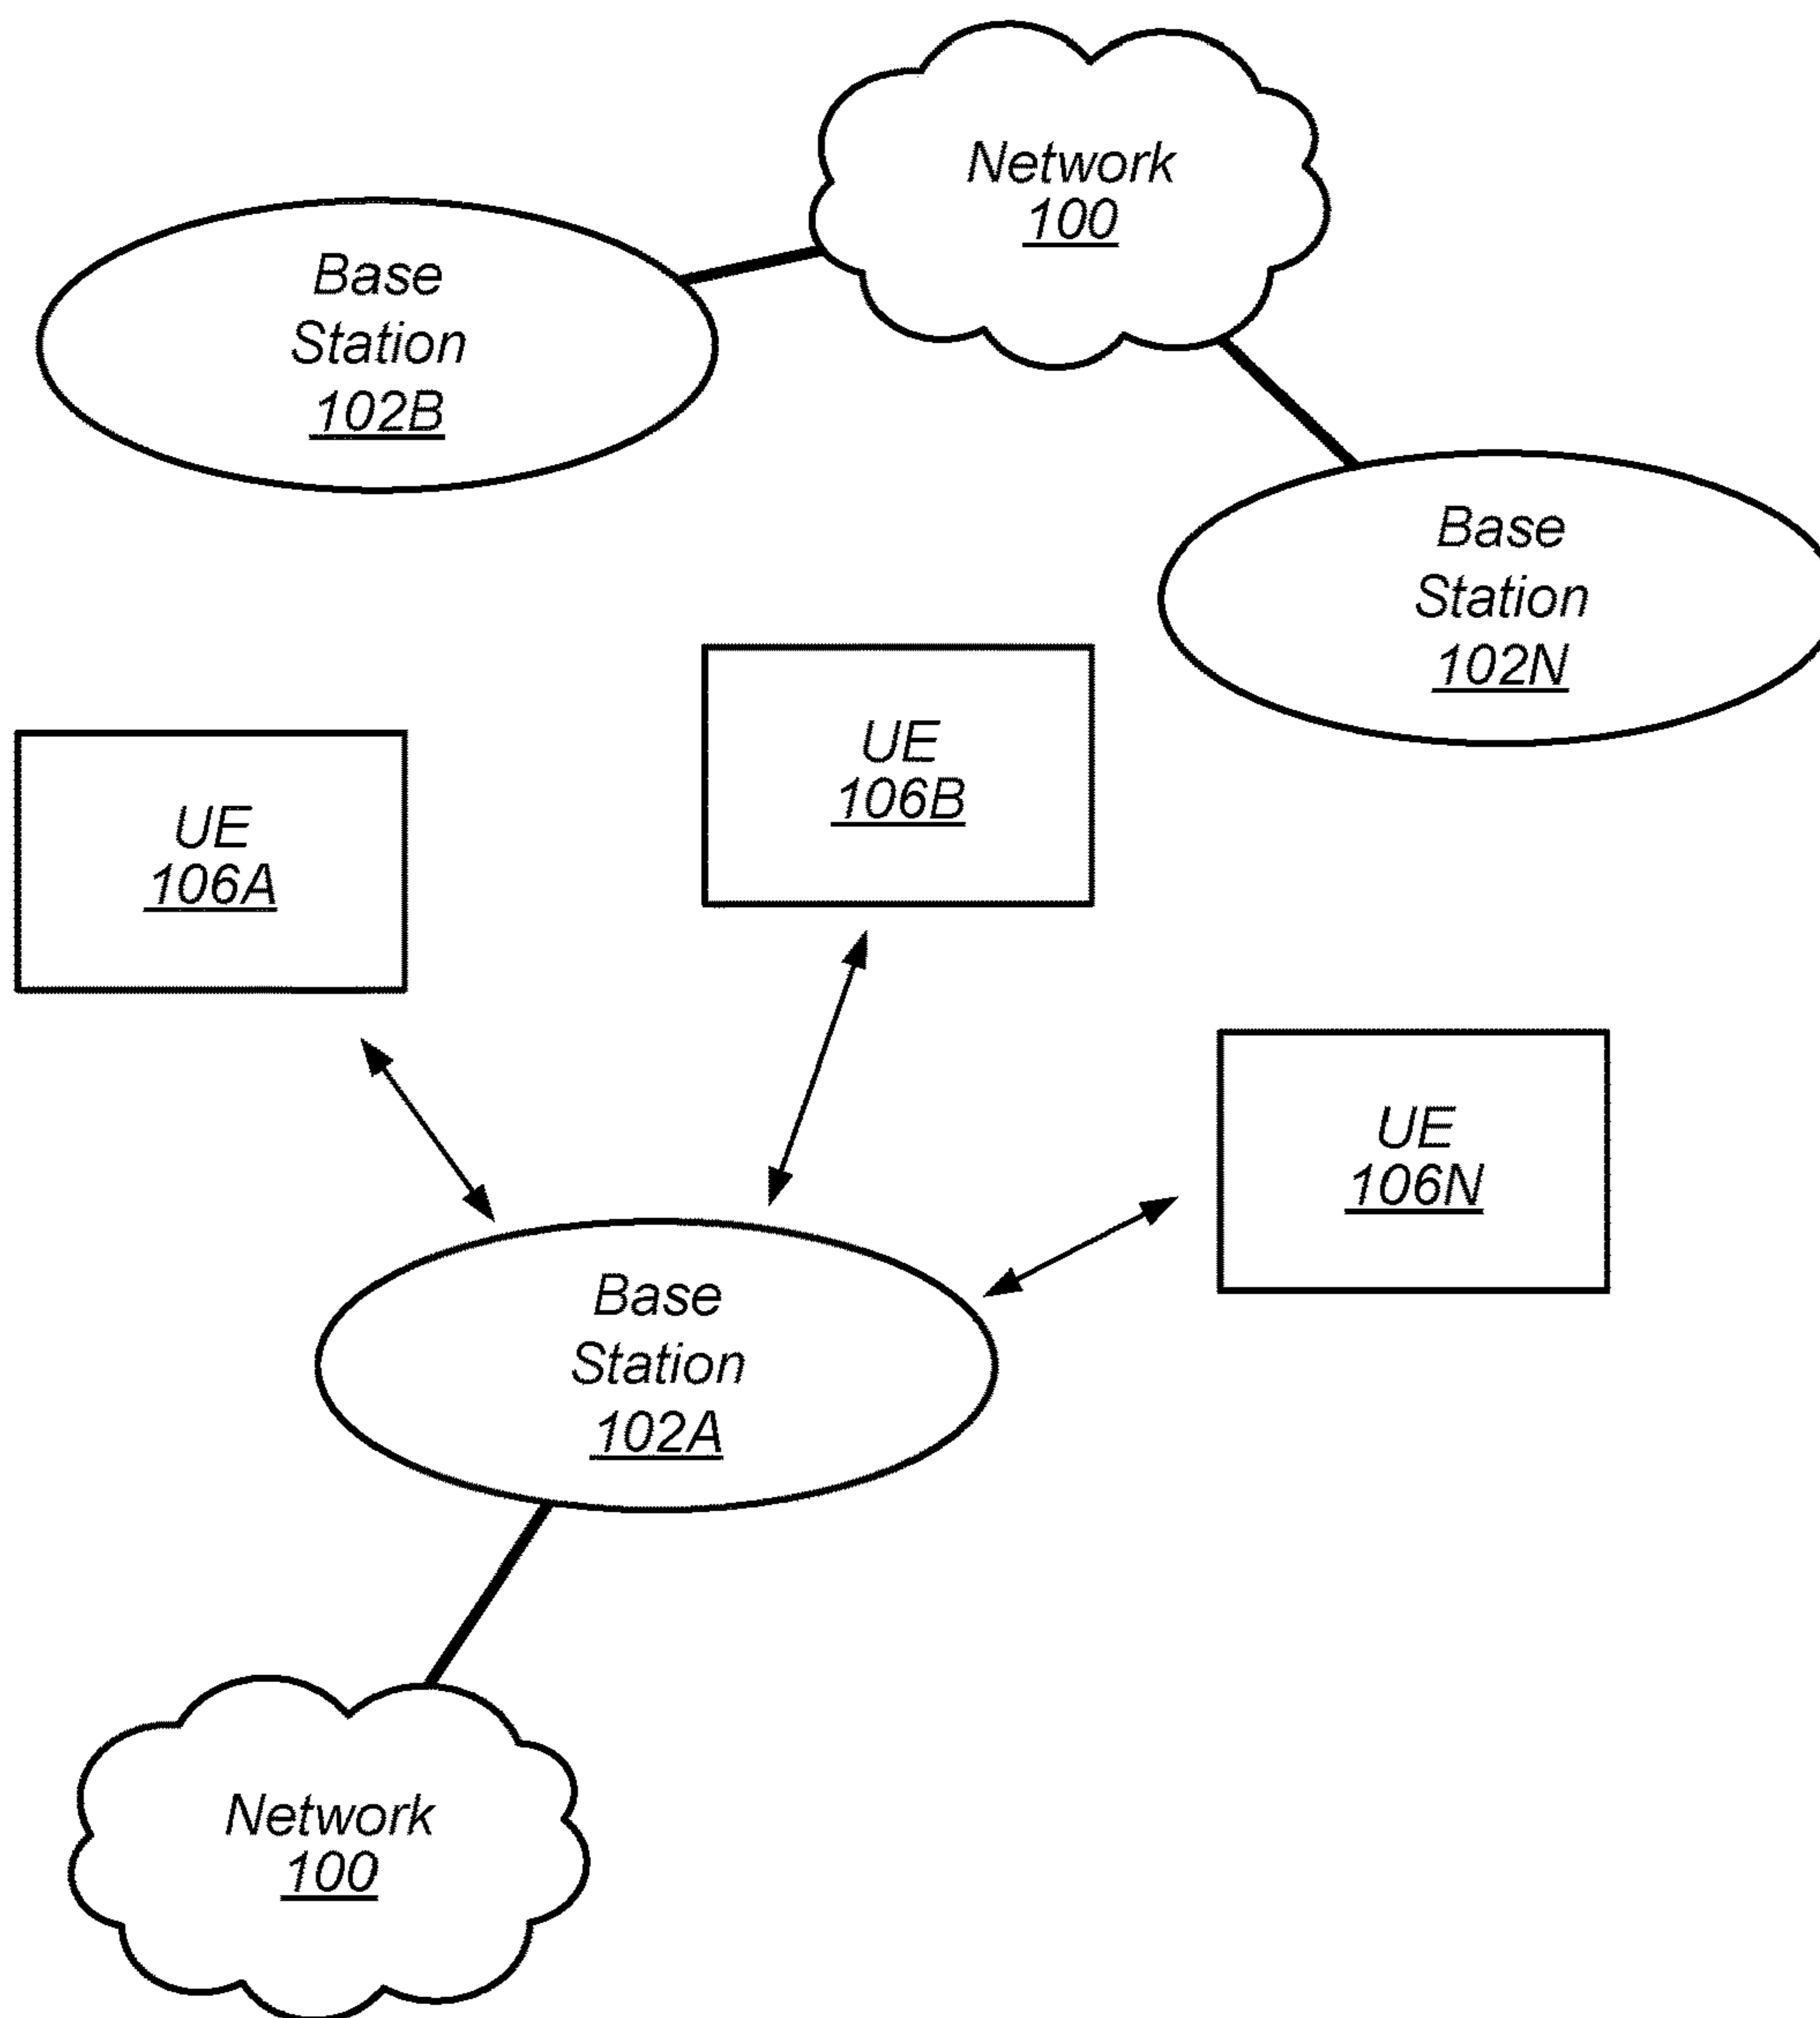 Network
100
Base
Station
102B
Base
Station
102N
UE
106B
UE
106A
UE
106N
Base
Station
102A
Network
100